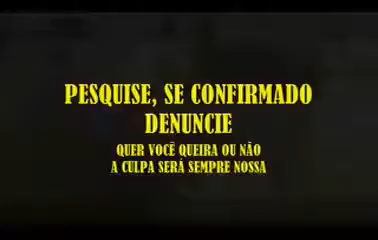 PESQUISE, SE CONFIRMADO
DENUNCIE
QUER VOCÊ QUEIRA OU NÃO
A CULPA SERÁ SEMPRE NOSSA